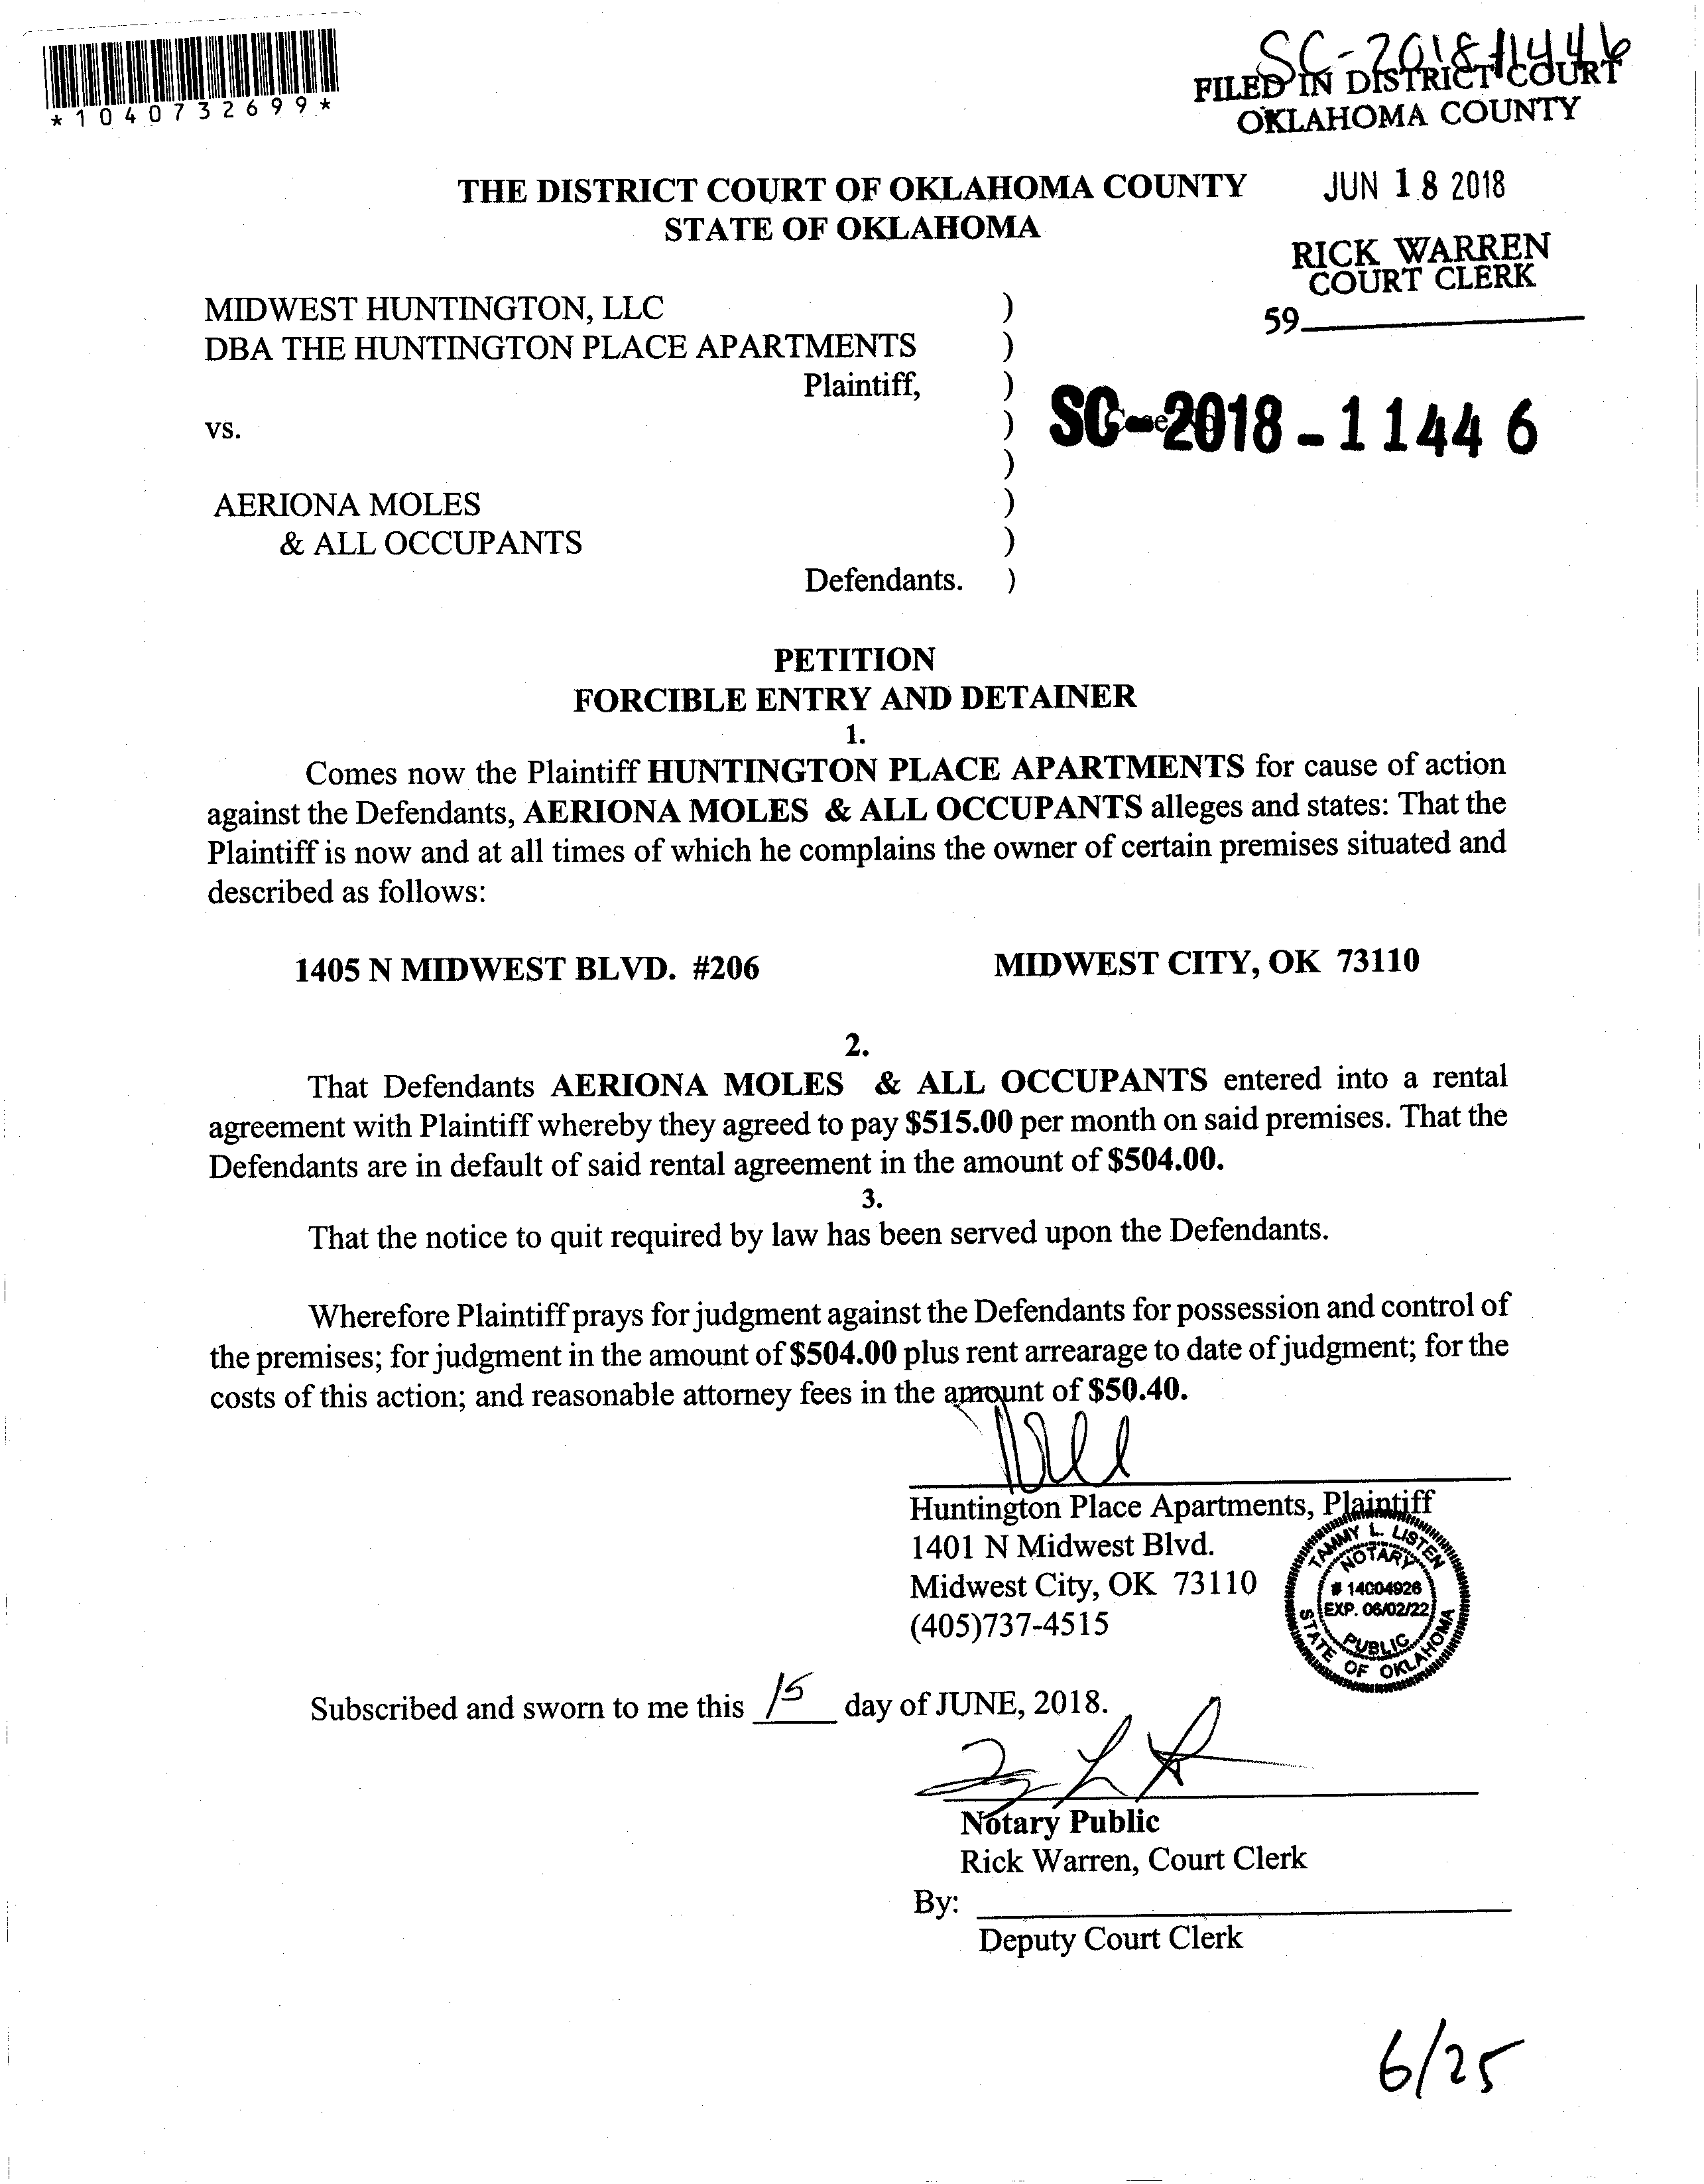 *1040732699*
SC-2018-11446
FILED IN DISTRICT COURT
OKLAHOMA COUNTY
JUN 18 2018
RICK WARREN
COURT CLERK
59
THE DISTRICT COURT OF OKLAHOMA COUNTY
STATE OF OKLAHOMA
MIDWEST HUNTINGTON, LLC )
DBA THE HUNTINGTON PLACE APARTMENTS )
Plaintiff, )
vs. ) SC-2018-11446
)
AERIONA MOLES )
& ALL OCCUPANTS )
Defendants. )
PETITION
FORCIBLE ENTRY AND DETAINER
1.
Comes now the Plaintiff HUNTINGTON PLACE APARTMENTS for cause of action
against the Defendants, AERIONA MOLES & ALL OCCUPANTS alleges and states: That the
Plaintiff is now and at all times of which he complains the owner of certain premises situated and
described as follows:
1405 N MIDWEST BLVD. #206 MIDWEST CITY, OK 73110
2.
That Defendants AERIONA MOLES & ALL OCCUPANTS entered into a rental
agreement with Plaintiff whereby they agreed to pay $515.00 per month on said premises. That the
Defendants are in default of said rental agreement in the amount of $504.00.
3.
That the notice to quit required by law has been served upon the Defendants.
Wherefore Plaintiff prays for judgment against the Defendants for possession and control of
the premises; for judgment in the amount of $504.00 plus rent arrearage to date of judgment; for the
costs of this action; and reasonable attorney fees in the amount of $50.40.
Huntington Place Apartments, Plaintiff
1401 N Midwest Blvd.
Midwest City, OK 73110
(405)737-4515
TAMMY L. LISTEN
NOTARY
# 14004926
EXP. 06/02/22
PUBLIC
STATE OF OKLAHOMA
Subscribed and sworn to me this 15 day of JUNE, 2018.
Notary Public
Rick Warren, Court Clerk
By:
Deputy Court Clerk
6/25